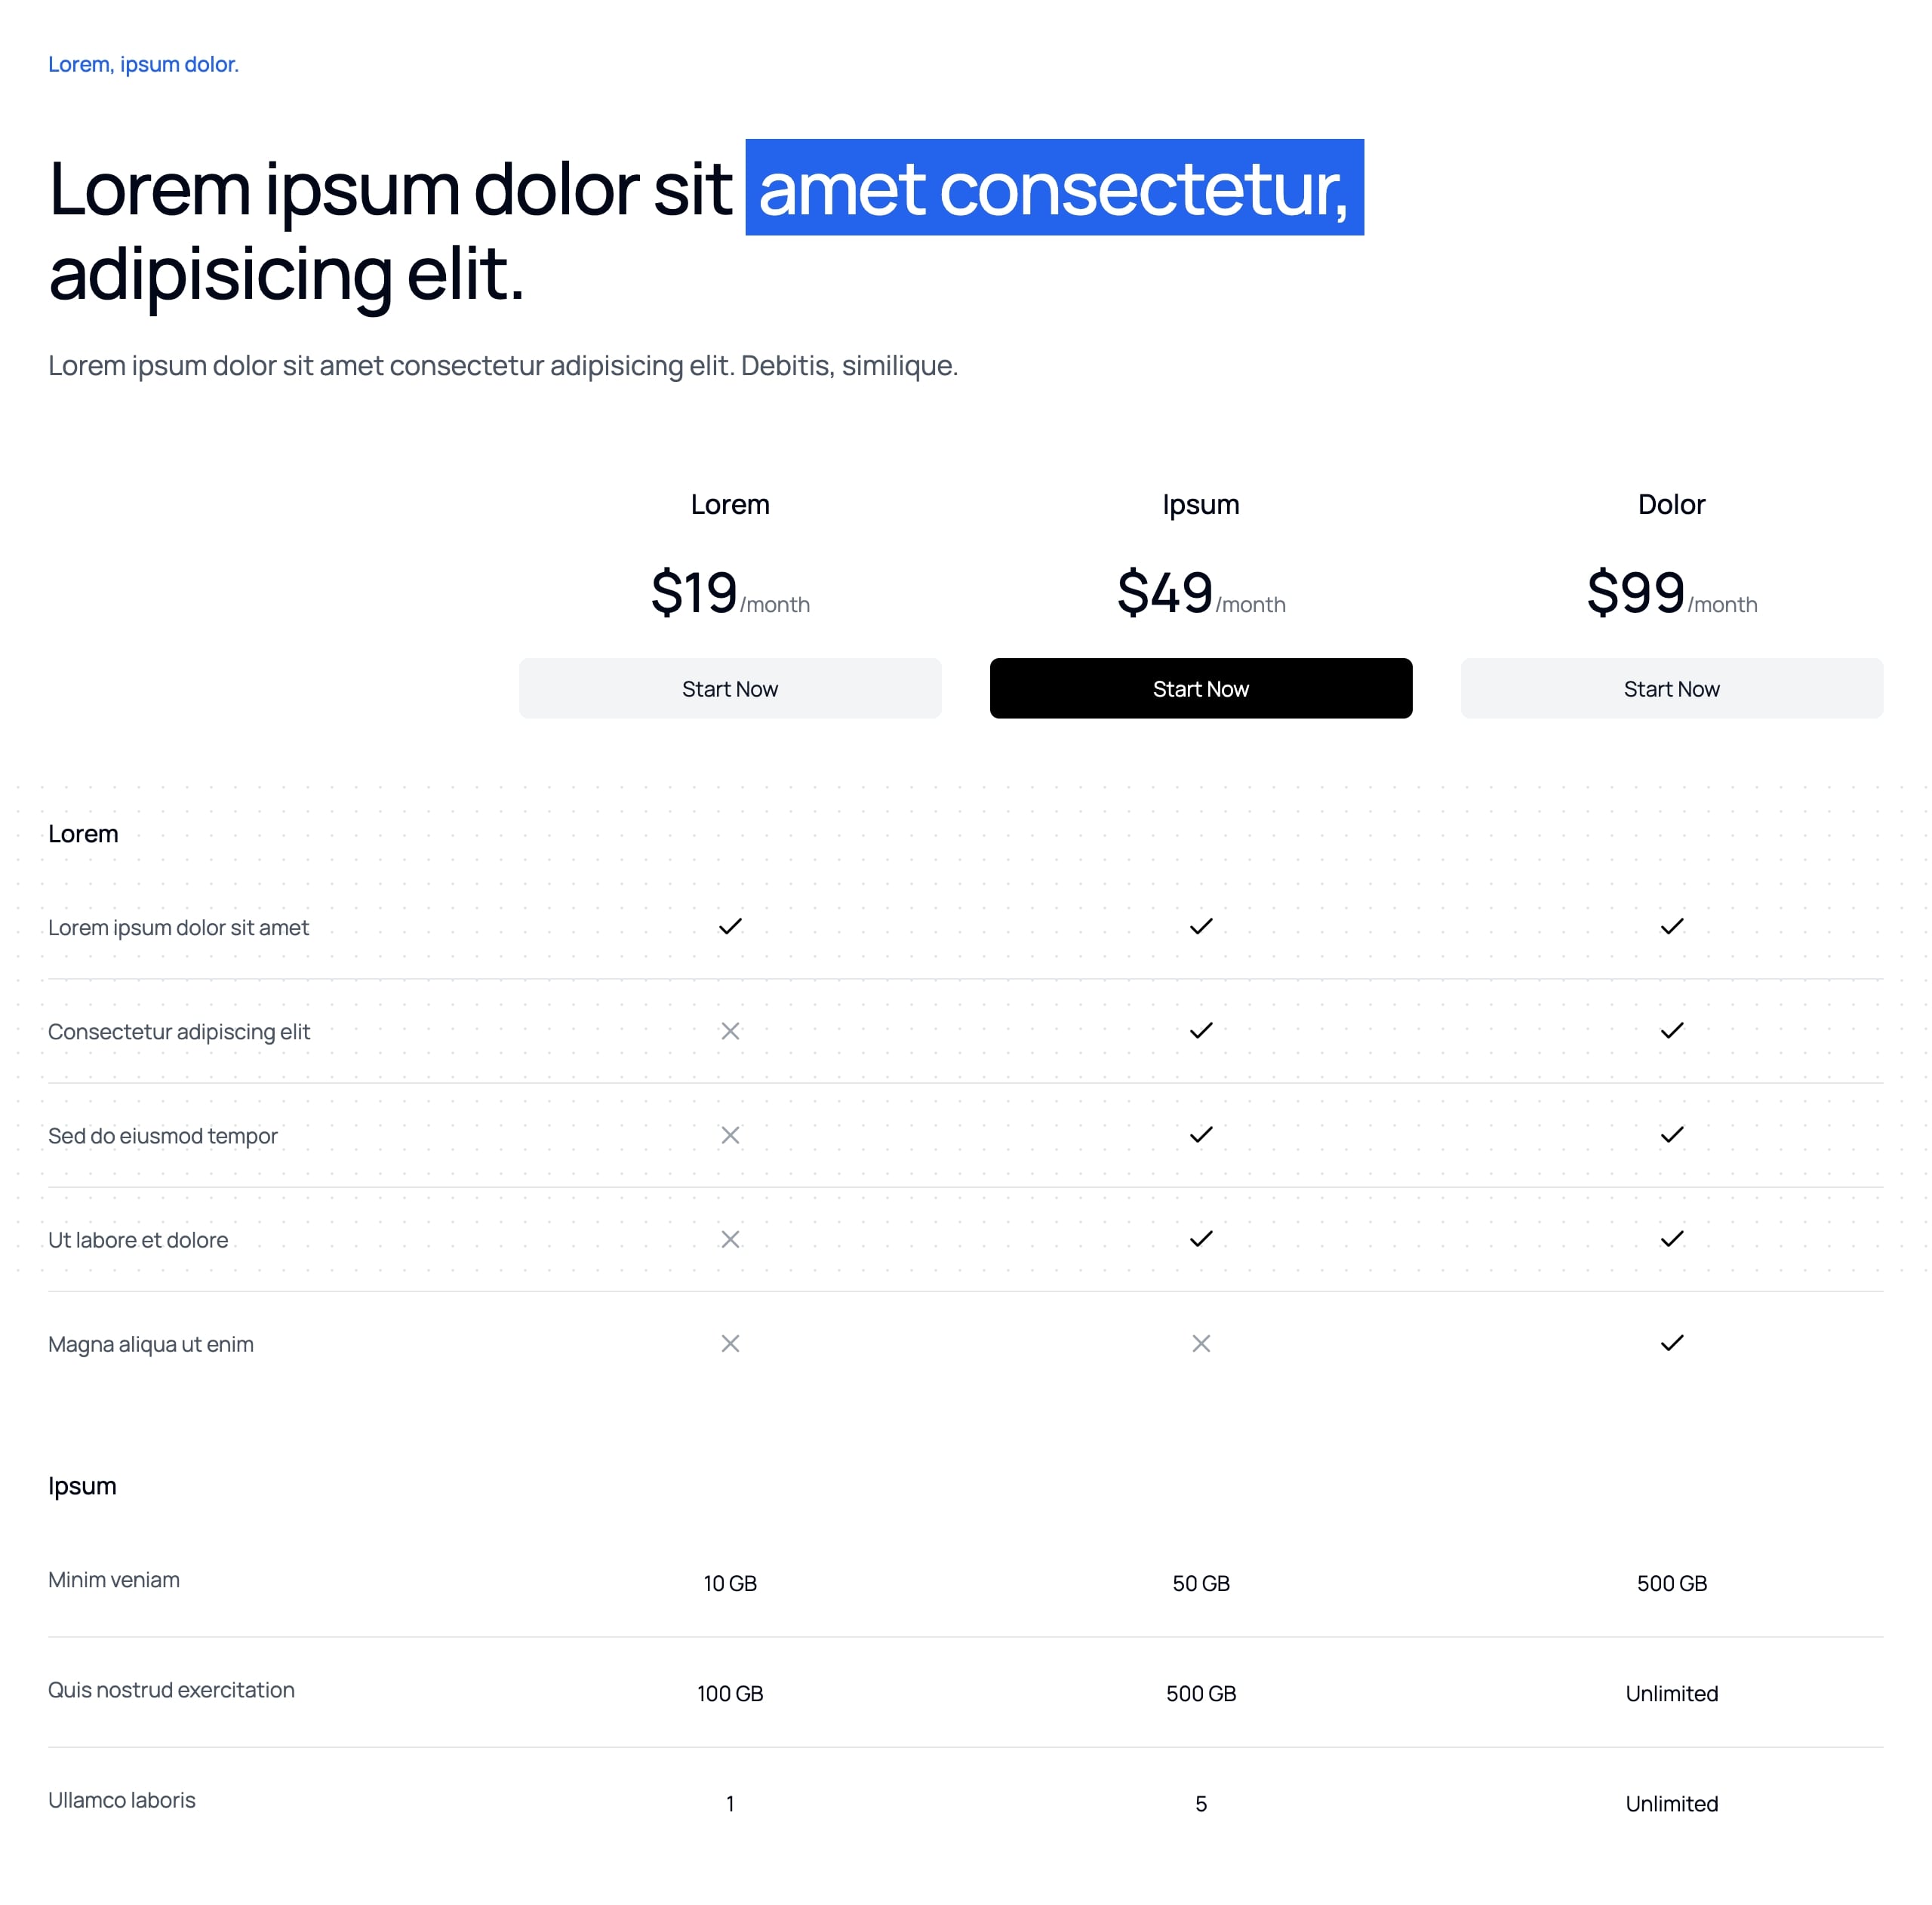 Lorem, ipsum dolor.
Lorem ipsum dolor sit amet consectetur,
adipisicing elit.
Lorem ipsum dolor sit amet consectetur adipisicing elit. Debitis, similique.
Lorem Ipsum Dolor
$19/month $49/month $99/month
Start Now Start Now Start Now
Lorem
Lorem ipsum dolor sit amet
Consectetur adipiscing elit
Sed do eiusmod tempor
Ut labore et dolore
Magna aliqua ut enim
Ipsum
Minim veniam 10 GB 50 GB 500 GB
Quis nostrud exercitation 100 GB 500 GB Unlimited
Ullamco laboris 1 5 Unlimited